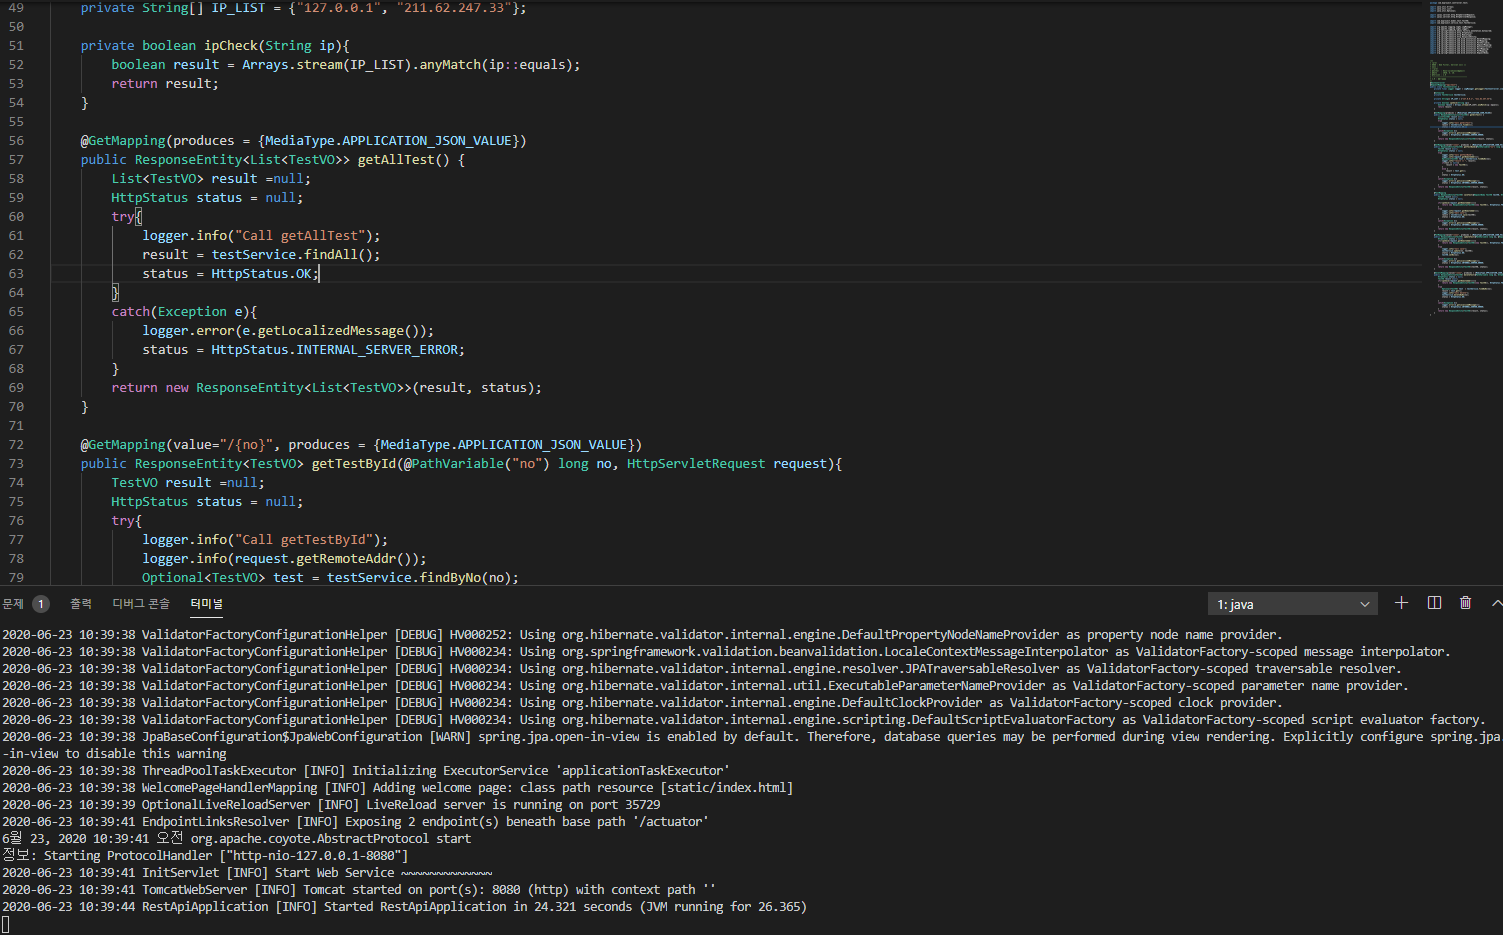 49 private String[] IP_LIST = {"127.0.0.1", "211.62.247.33"};
50
51 private boolean ipCheck(String ip){
52 boolean result = Arrays.stream(IP_LIST).anyMatch(ip::equals);
53 return result;
54 }
55
56 @GetMapping(produces = {MediaType.APPLICATION_JSON_VALUE})
57 public ResponseEntity<List<TestVO>> getAllTest() {
58 List<TestVO> result =null;
59 HttpStatus status = null;
60 try{
61 logger.info("Call getAllTest");
62 result = testService.findAll();
63 status = HttpStatus.OK;
64 }
65 catch(Exception e){
66 logger.error(e.getLocalizedMessage());
67 status = HttpStatus.INTERNAL_SERVER_ERROR;
68 }
69 return new ResponseEntity<List<TestVO>>(result, status);
70 }
71
72 @GetMapping(value="/{no}", produces = {MediaType.APPLICATION_JSON_VALUE})
73 public ResponseEntity<TestVO> getTestById(@PathVariable("no") long no, HttpServletRequest request){
74 TestVO result =null;
75 HttpStatus status = null;
76 try{
77 logger.info("Call getTestById");
78 logger.info(request.getRemoteAddr());
79 Optional<TestVO> test = testService.findByNo(no);
문제 1 출력 디버그 콘솔 터미널 1: java
2020-06-23 10:39:38 ValidatorFactoryConfigurationHelper [DEBUG] HV000252: Using org.hibernate.validator.internal.engine.DefaultPropertyNodeNameProvider as property node name provider.
2020-06-23 10:39:38 ValidatorFactoryConfigurationHelper [DEBUG] HV000234: Using org.springframework.validation.beanvalidation.LocaleContextMessageInterpolator as ValidatorFactory-scoped message interpolator.
2020-06-23 10:39:38 ValidatorFactoryConfigurationHelper [DEBUG] HV000234: Using org.hibernate.validator.internal.engine.resolver.JPATraversableResolver as ValidatorFactory-scoped traversable resolver.
2020-06-23 10:39:38 ValidatorFactoryConfigurationHelper [DEBUG] HV000234: Using org.hibernate.validator.internal.util.ExecutableParameterNameProvider as ValidatorFactory-scoped parameter name provider.
2020-06-23 10:39:38 ValidatorFactoryConfigurationHelper [DEBUG] HV000234: Using org.hibernate.validator.internal.engine.DefaultClockProvider as ValidatorFactory-scoped clock provider.
2020-06-23 10:39:38 ValidatorFactoryConfigurationHelper [DEBUG] HV000234: Using org.hibernate.validator.internal.engine.scripting.DefaultScriptEvaluatorFactory as ValidatorFactory-scoped script evaluator factory.
2020-06-23 10:39:38 JpaBaseConfiguration$JpaWebConfiguration [WARN] spring.jpa.open-in-view is enabled by default. Therefore, database queries may be performed during view rendering. Explicitly configure spring.jpa.
-in-view to disable this warning
2020-06-23 10:39:38 ThreadPoolTaskExecutor [INFO] Initializing ExecutorService 'applicationTaskExecutor'
2020-06-23 10:39:38 WelcomePageHandlerMapping [INFO] Adding welcome page: class path resource [static/index.html]
2020-06-23 10:39:39 OptionalLiveReloadServer [INFO] LiveReload server is running on port 35729
2020-06-23 10:39:41 EndpointLinksResolver [INFO] Exposing 2 endpoint(s) beneath base path '/actuator'
6월 23, 2020 10:39:41 오전 org.apache.coyote.AbstractProtocol start
정보: Starting ProtocolHandler ["http-nio-127.0.0.1-8080"]
2020-06-23 10:39:41 InitServlet [INFO] Start Web Service ~~~~~~~~~~~~~
2020-06-23 10:39:41 TomcatWebServer [INFO] Tomcat started on port(s): 8080 (http) with context path ''
2020-06-23 10:39:44 RestApiApplication [INFO] Started RestApiApplication in 24.321 seconds (JVM running for 26.365)